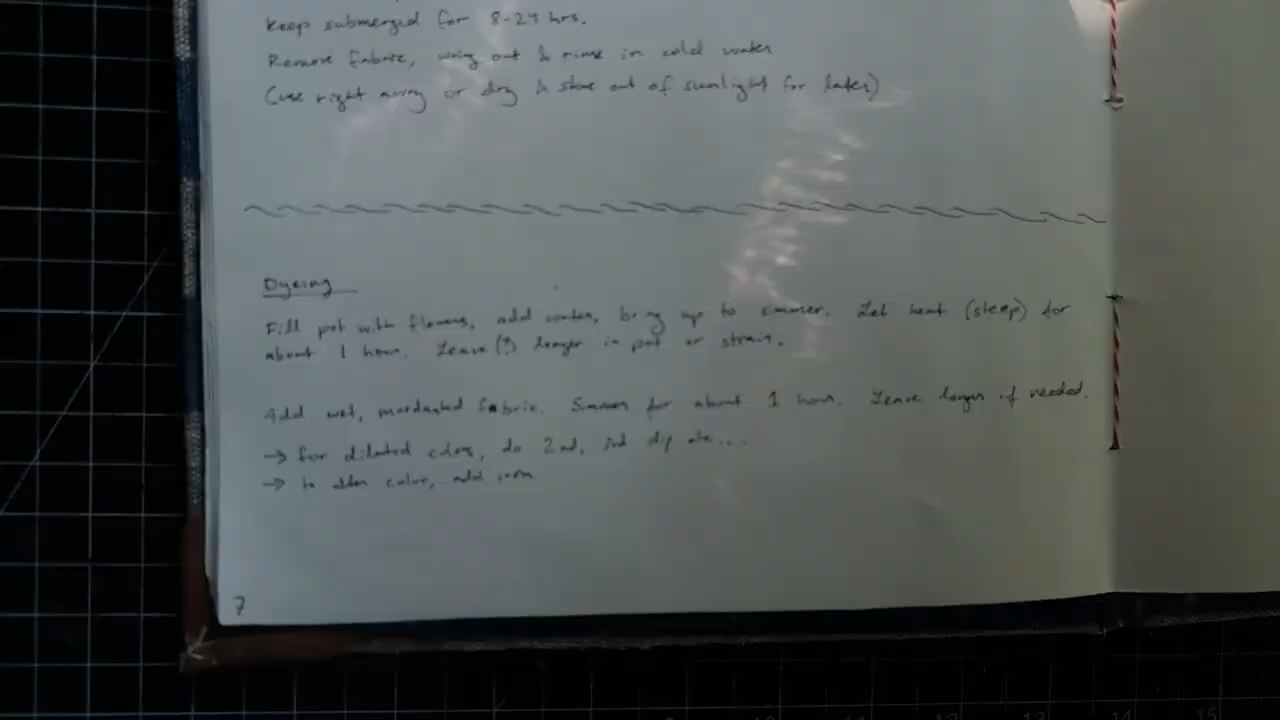 Keep submerged for 8-24 hrs.
Remove fabric, wring out & rinse in cold water
(use right away or dry & store out of sunlight for later)
Dyeing
Fill pot with flowers, add water, bring up to simmer. Let heat (steep) for
about 1 hour. Leave (?) longer in pot or strain.
Add wet, mordanted fabric. Simmer for about 1 hour. Leave longer if needed.
→ for diluted colors, do 2nd, 3rd dip etc...
→ to alter color, add iron
7
13 14 15